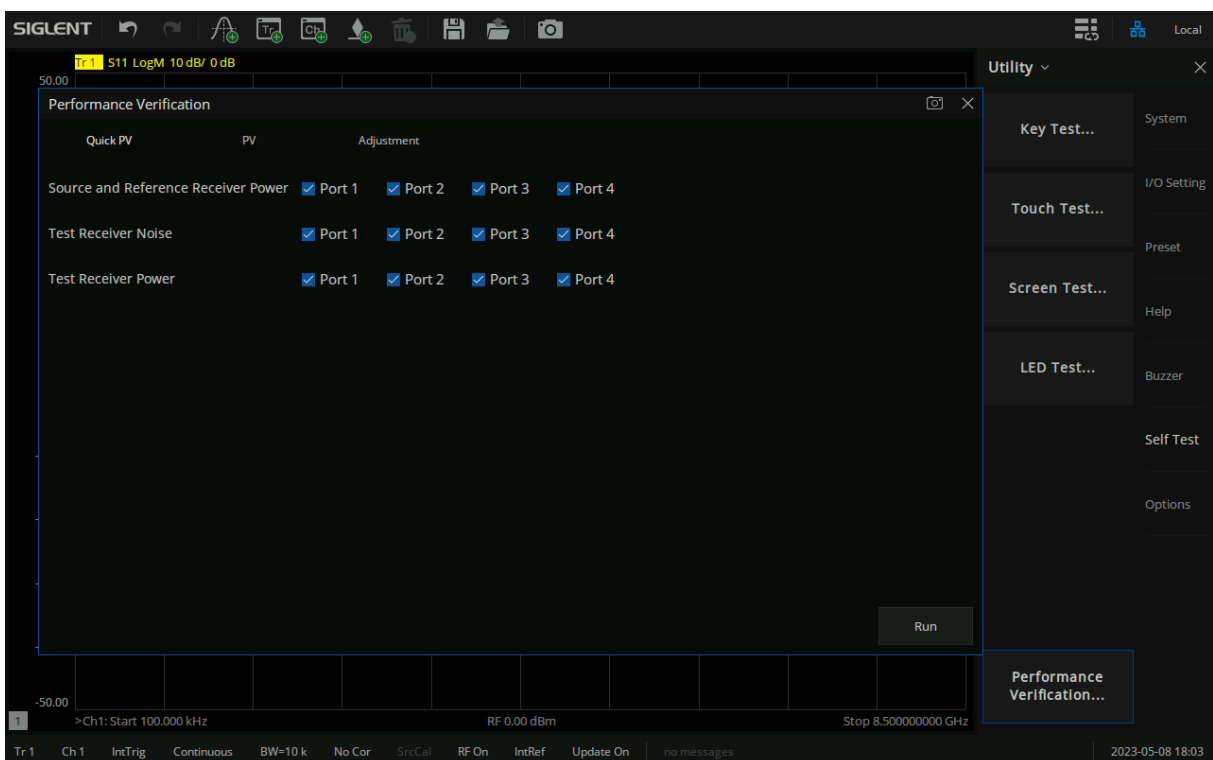 SIGLENT Tr Ch Local
Tr 1 S11 LogM 10 dB/ 0 dB
50.00
Utility
Performance Verification
Quick PV PV Adjustment
Source and Reference Receiver Power Port 1 Port 2 Port 3 Port 4
Test Receiver Noise Port 1 Port 2 Port 3 Port 4
Test Receiver Power Port 1 Port 2 Port 3 Port 4
Run
Key Test...
Touch Test...
Screen Test...
LED Test...
Performance
Verification...
System
I/O Setting
Preset
Help
Buzzer
Self Test
Options
-50.00
1 >Ch1: Start 100.000 kHz RF 0.00 dBm Stop 8.500000000 GHz
Tr 1 Ch 1 IntTrig Continuous BW=10 k No Cor SrcCal RF On IntRef Update On no messages 2023-05-08 18:03